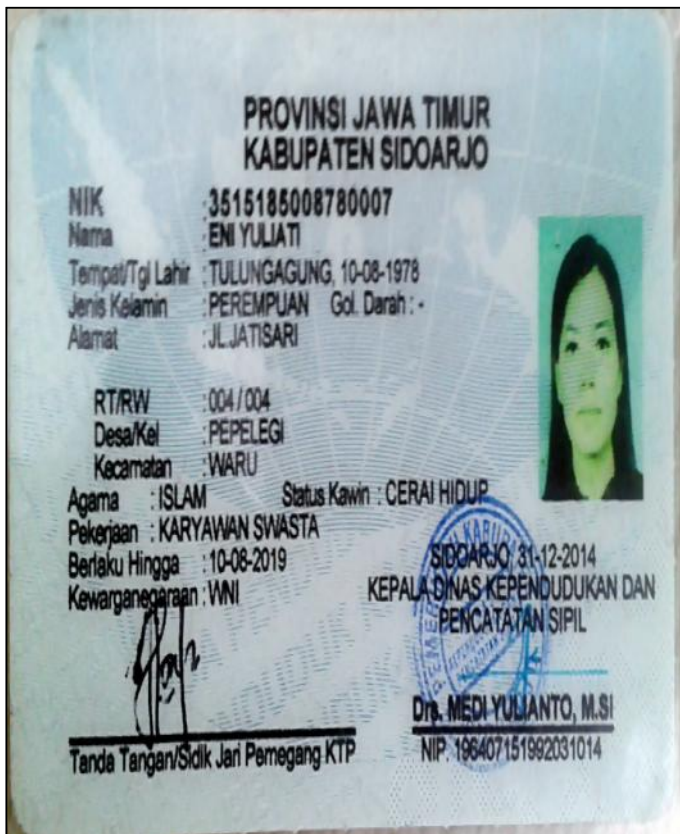 PROVINSI JAWA TIMUR
KABUPATEN SIDOARJO
NIK : 3515185008780007
Nama : ENI YULIATI
Tempat/Tgl Lahir : TULUNGAGUNG, 10-08-1978
Jenis Kelamin : PEREMPUAN Gol. Darah : -
Alamat : JL.JATISARI
RT/RW : 004 / 004
Desa/Kel : PEPELEGI
Kecamatan : WARU
Agama : ISLAM Status Kawin : CERAI HIDUP
Pekerjaan : KARYAWAN SWASTA
Berlaku Hingga : 10-08-2019
Kewarganegaraan : WNI
SIDOARJO, 31-12-2014
KEPALA DINAS KEPENDUDUKAN DAN
PENCATATAN SIPIL
Drs. MEDI YULIANTO, M.SI
NIP. 196407151992031014
Tanda Tangan/Sidik Jari Pemegang KTP